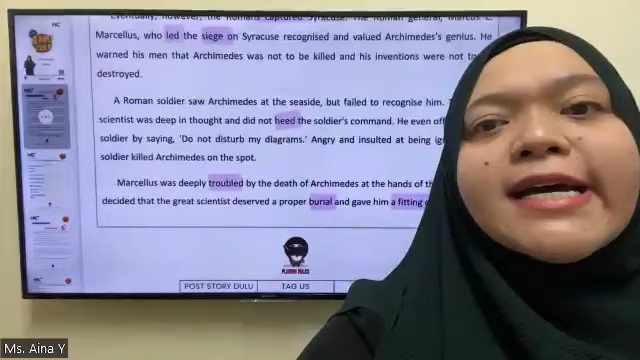 Eventually, however, the Romans captured Syracuse. The Roman general, Marcus C.
Marcellus, who led the siege on Syracuse recognised and valued Archimedes's genius. He
warned his men that Archimedes was not to be killed and his inventions were not to
destroyed.
A Roman soldier saw Archimedes at the seaside, but failed to recognise him.
scientist was deep in thought and did not heed the soldier's command. He even
soldier by saying, 'Do not disturb my diagrams.' Angry and insulted at being
soldier killed Archimedes on the spot.
Marcellus was deeply troubled by the death of Archimedes at the hands of
decided that the great scientist deserved a proper burial and gave him a fitting
POST STORY DULU
TAG US
Ms. Aina Y